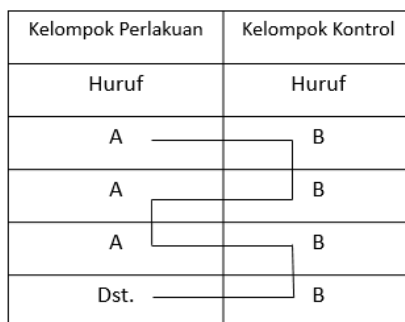 Kelompok Perlakuan Kelompok Kontrol
Huruf Huruf
A B
A B
A B
Dst. B